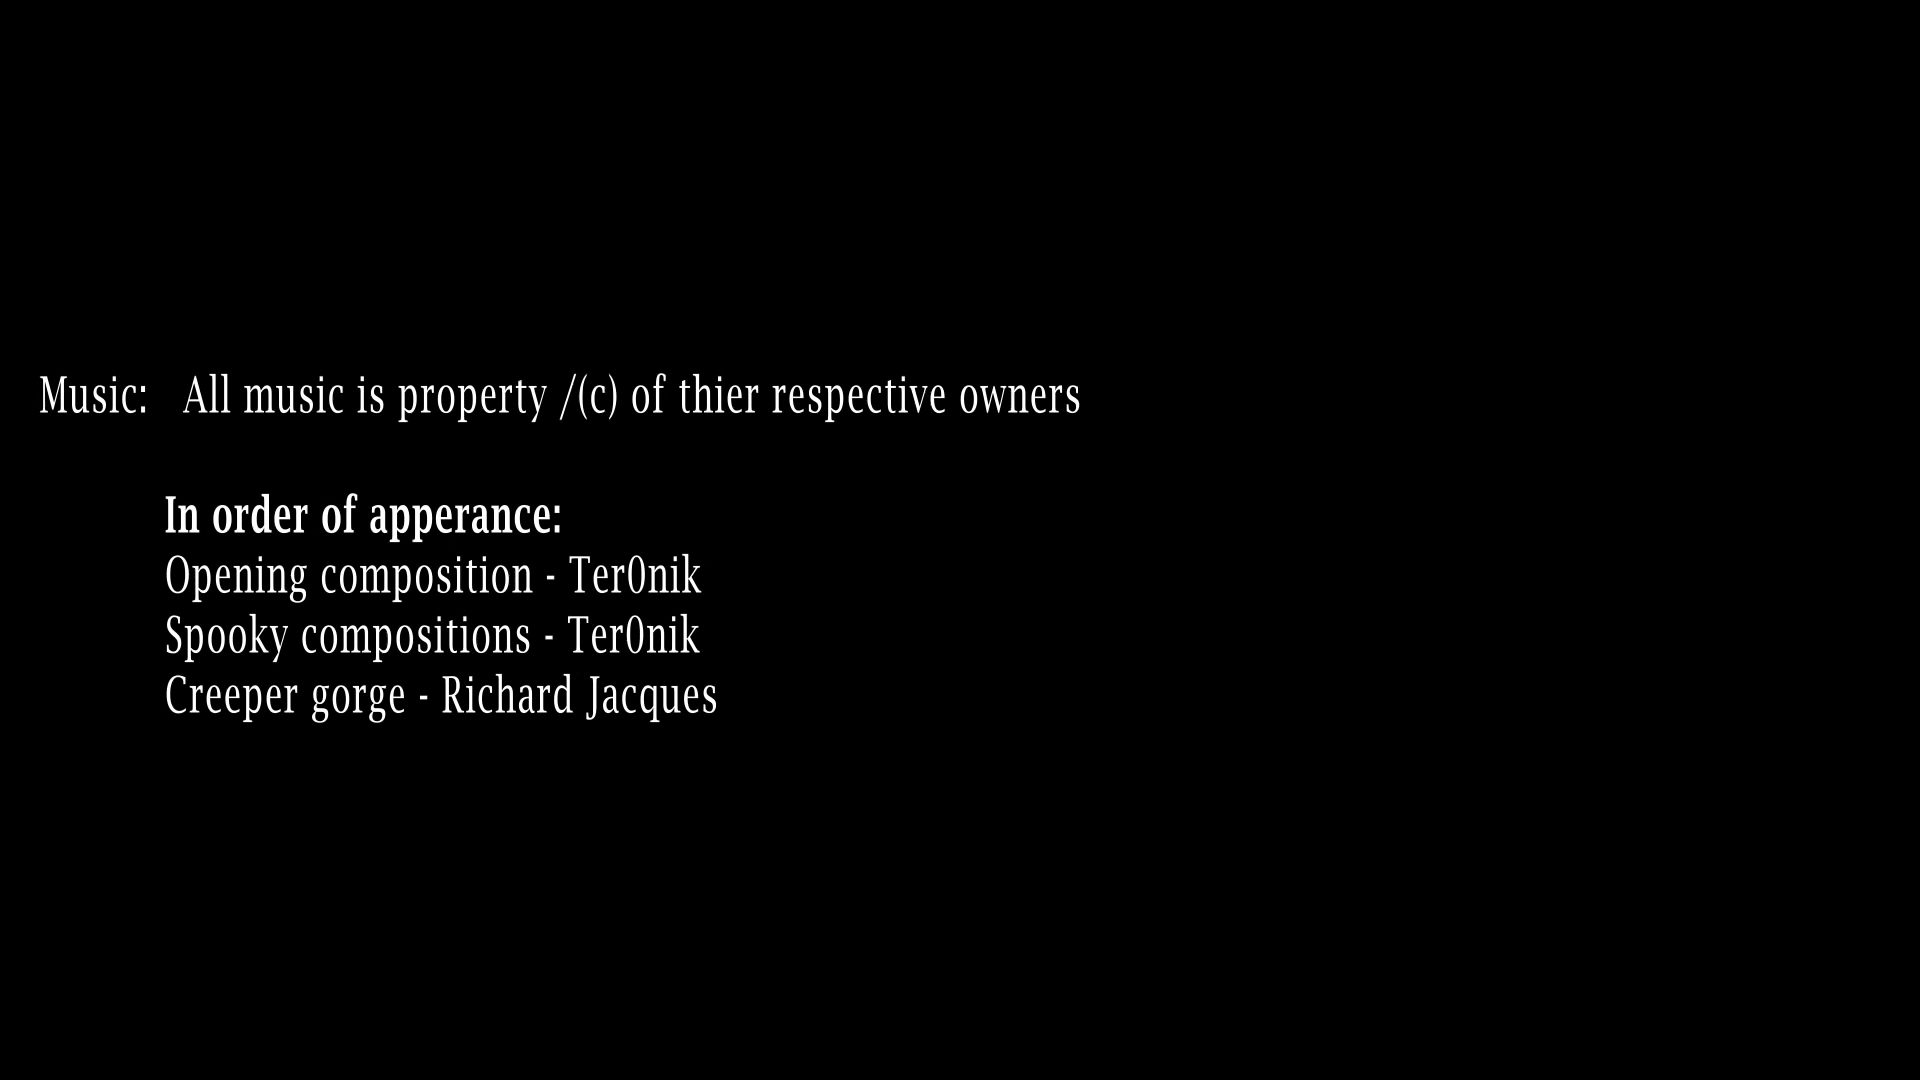 Music: All music is property /(c) of thier respective owners
In order of apperance:
Opening composition - Ter0nik
Spooky compositions - Ter0nik
Creeper gorge - Richard Jacques